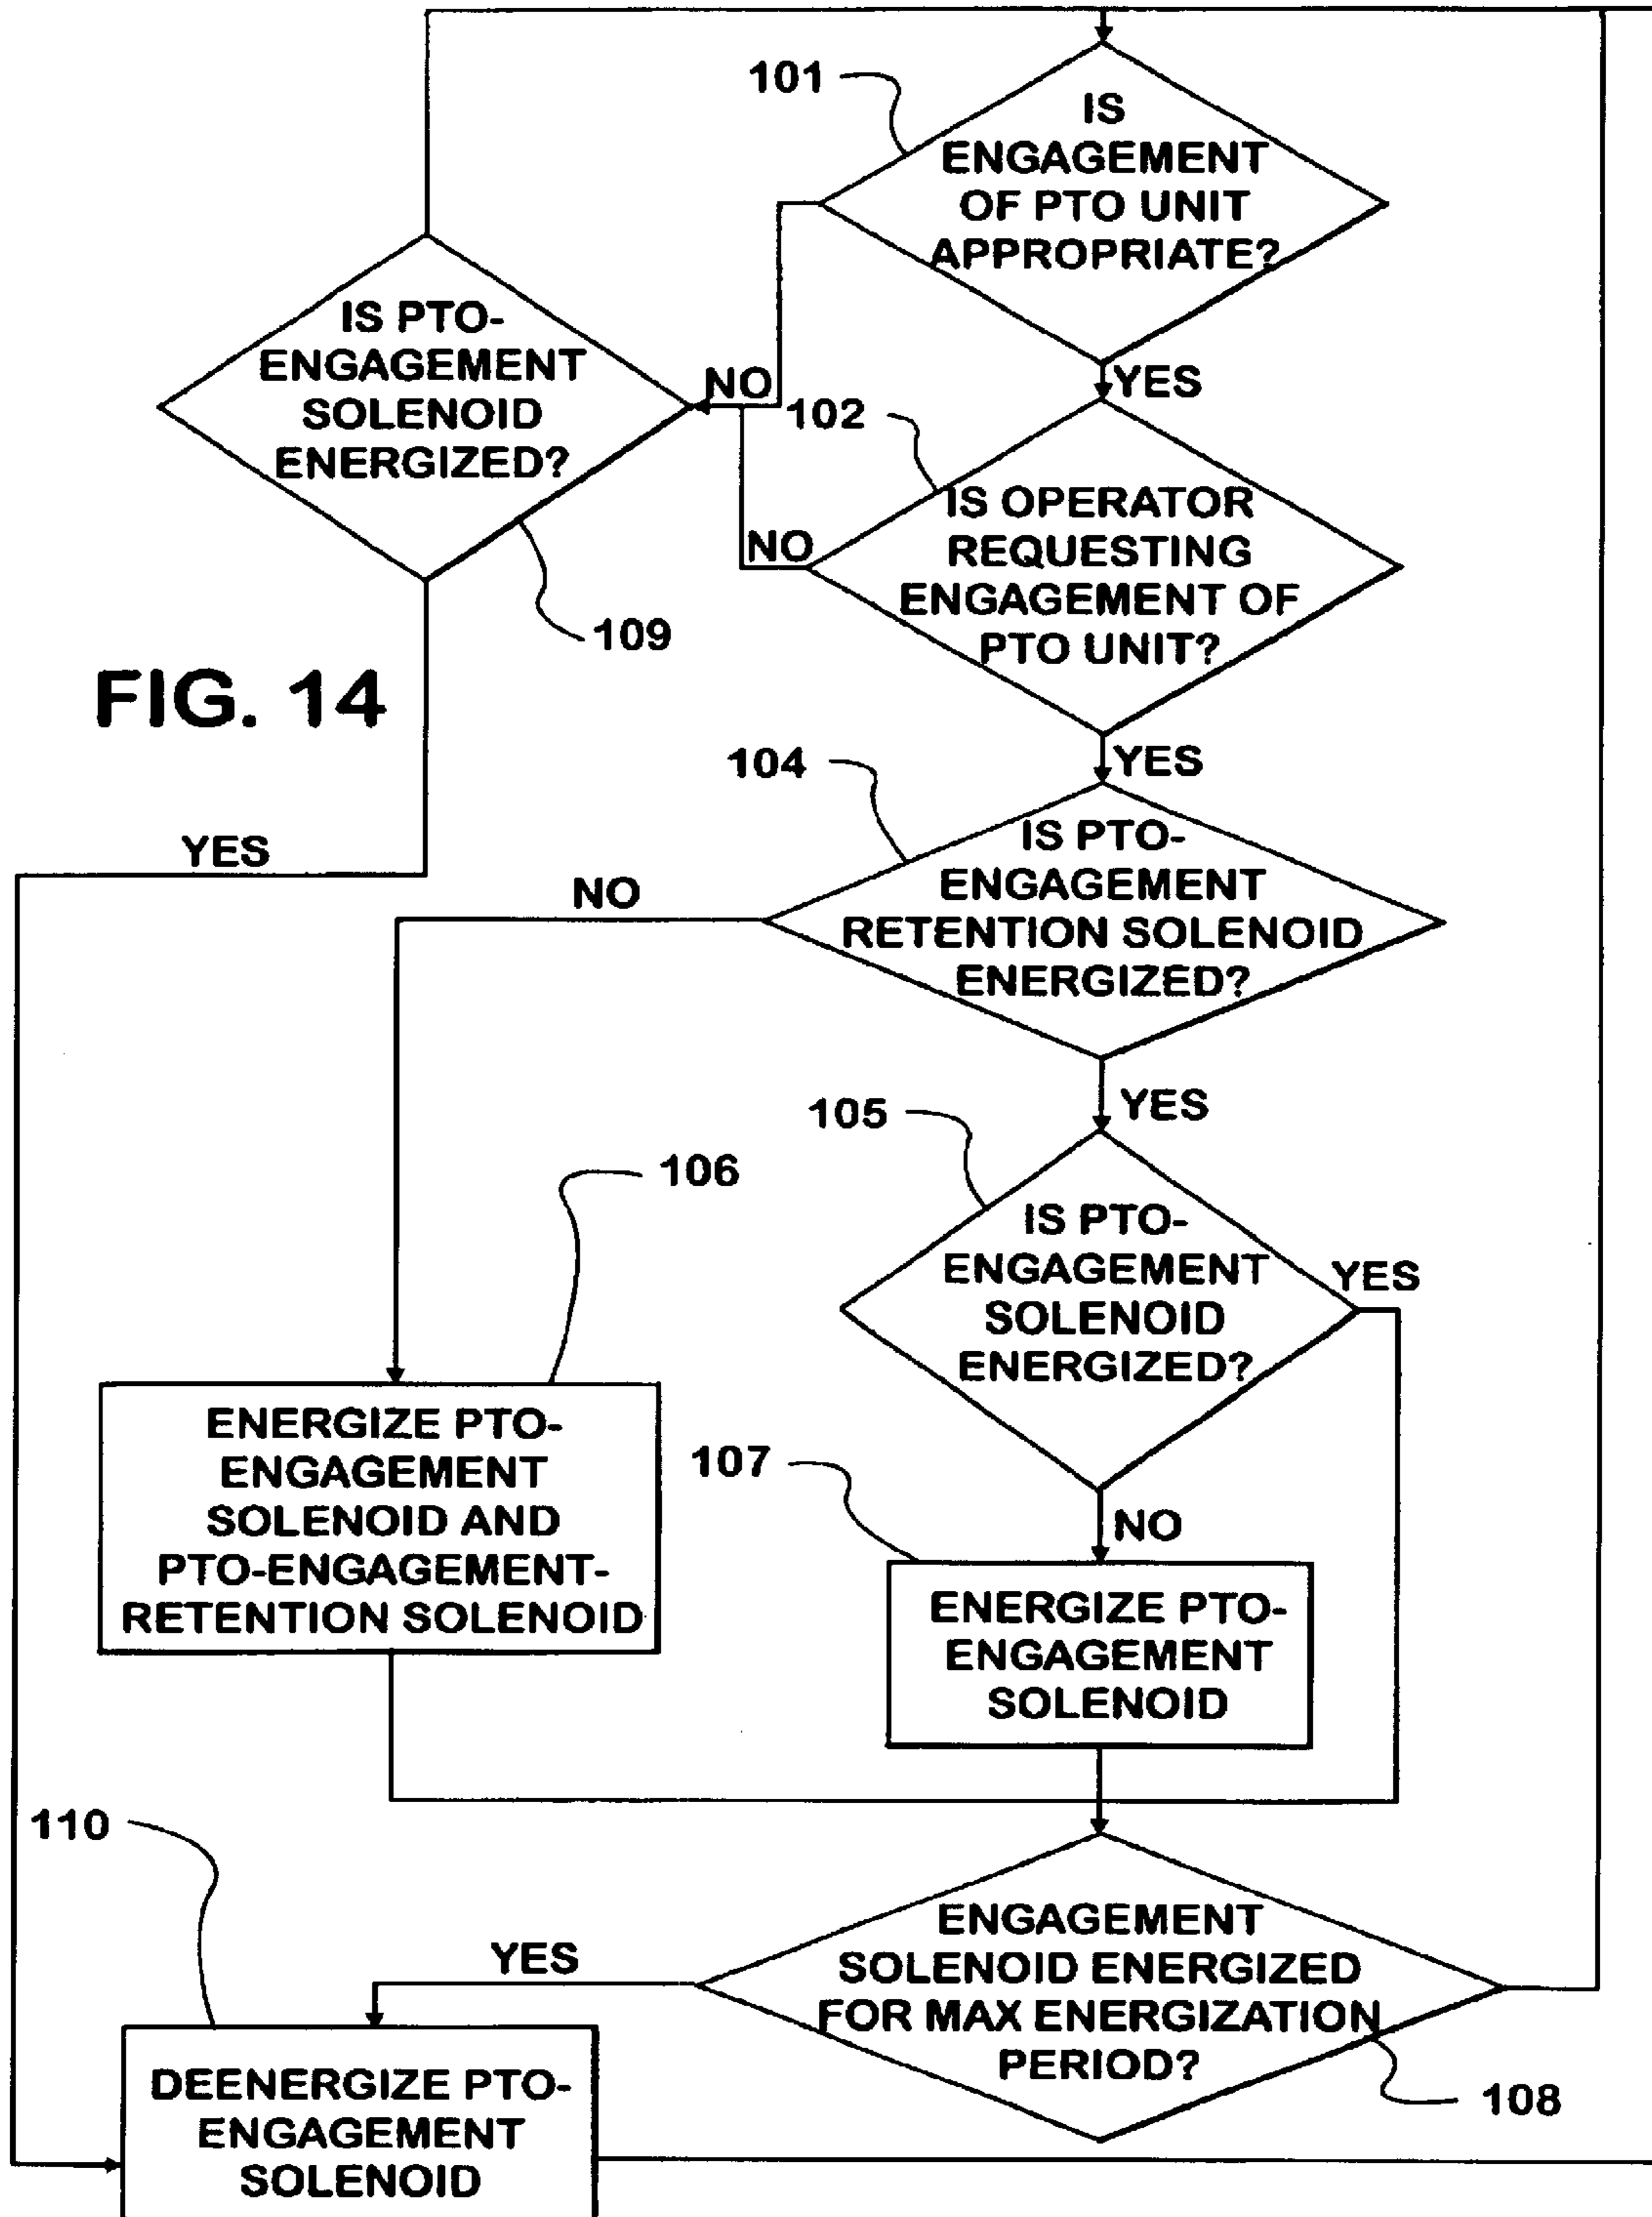 101
IS
ENGAGEMENT
OF PTO UNIT
APPROPRIATE?
IS PTO-
ENGAGEMENT
SOLENOID
ENERGIZED?
NO
YES
102
IS OPERATOR
REQUESTING
ENGAGEMENT OF
PTO UNIT?
NO
109
FIG. 14
YES
104
IS PTO-
ENGAGEMENT
RETENTION SOLENOID
ENERGIZED?
YES
NO
YES
105
106
IS PTO-
ENGAGEMENT
SOLENOID
ENERGIZED?
YES
ENERGIZE PTO-
ENGAGEMENT
SOLENOID AND
PTO-ENGAGEMENT-
RETENTION SOLENOID
107
NO
ENERGIZE PTO-
ENGAGEMENT
SOLENOID
110
ENGAGEMENT
SOLENOID ENERGIZED
FOR MAX ENERGIZATION
PERIOD?
YES
108
DEENERGIZE PTO-
ENGAGEMENT
SOLENOID